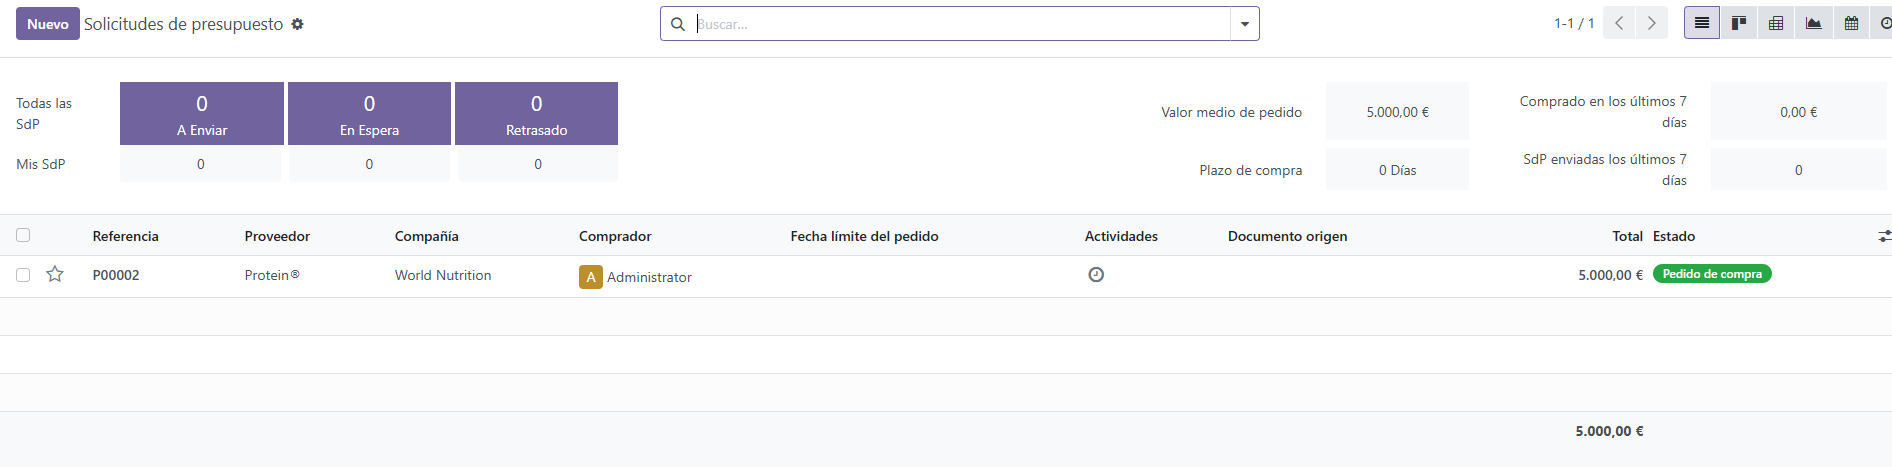 Nuevo Solicitudes de presupuesto Buscar... 1-1 / 1
Todas las SdP
0 A Enviar
0 En Espera
0 Retrasado
Mis SdP 0 0 0
Valor medio de pedido 5.000,00 €
Comprado en los últimos 7 días 0,00 €
Plazo de compra 0 Días
SdP enviadas los últimos 7 días 0
Referencia Proveedor Compañía Comprador Fecha límite del pedido Actividades Documento origen Total Estado
P00002 Protein® World Nutrition A Administrator 5.000,00 € Pedido de compra
5.000,00 €